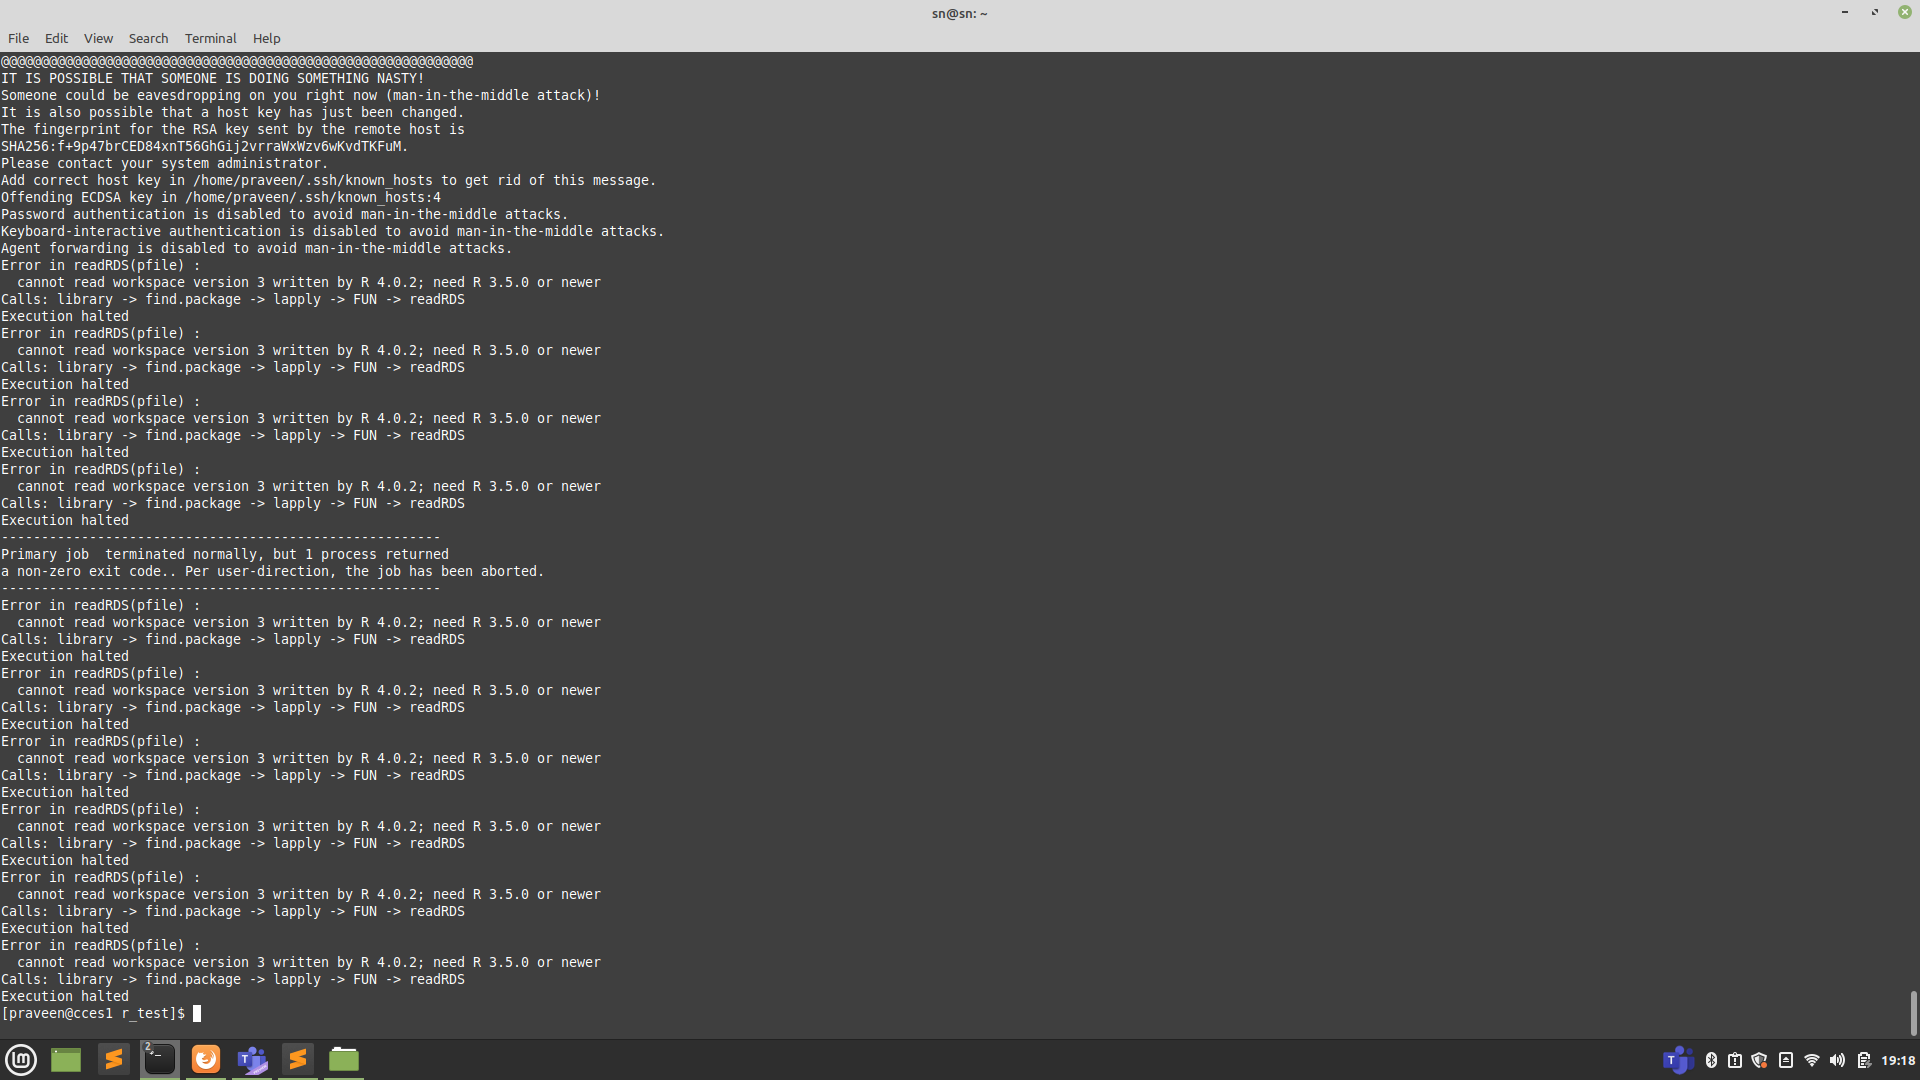 sn@sn: ~
File Edit View Search Terminal Help
@@@@@@@@@@@@@@@@@@@@@@@@@@@@@@@@@@@@@@@@@@@@@@@@@@@@@@@@@@@
IT IS POSSIBLE THAT SOMEONE IS DOING SOMETHING NASTY!
Someone could be eavesdropping on you right now (man-in-the-middle attack)!
It is also possible that a host key has just been changed.
The fingerprint for the RSA key sent by the remote host is
SHA256:f+9p47brCED84xnT56GhGij2vrraWxWzv6wKvdTKFuM.
Please contact your system administrator.
Add correct host key in /home/praveen/.ssh/known_hosts to get rid of this message.
Offending ECDSA key in /home/praveen/.ssh/known_hosts:4
Password authentication is disabled to avoid man-in-the-middle attacks.
Keyboard-interactive authentication is disabled to avoid man-in-the-middle attacks.
Agent forwarding is disabled to avoid man-in-the-middle attacks.
Error in readRDS(pfile) :
  cannot read workspace version 3 written by R 4.0.2; need R 3.5.0 or newer
Calls: library -> find.package -> lapply -> FUN -> readRDS
Execution halted
Error in readRDS(pfile) :
  cannot read workspace version 3 written by R 4.0.2; need R 3.5.0 or newer
Calls: library -> find.package -> lapply -> FUN -> readRDS
Execution halted
Error in readRDS(pfile) :
  cannot read workspace version 3 written by R 4.0.2; need R 3.5.0 or newer
Calls: library -> find.package -> lapply -> FUN -> readRDS
Execution halted
Error in readRDS(pfile) :
  cannot read workspace version 3 written by R 4.0.2; need R 3.5.0 or newer
Calls: library -> find.package -> lapply -> FUN -> readRDS
Execution halted
-------------------------------------------------------
Primary job  terminated normally, but 1 process returned
a non-zero exit code.. Per user-direction, the job has been aborted.
-------------------------------------------------------
Error in readRDS(pfile) :
  cannot read workspace version 3 written by R 4.0.2; need R 3.5.0 or newer
Calls: library -> find.package -> lapply -> FUN -> readRDS
Execution halted
Error in readRDS(pfile) :
  cannot read workspace version 3 written by R 4.0.2; need R 3.5.0 or newer
Calls: library -> find.package -> lapply -> FUN -> readRDS
Execution halted
Error in readRDS(pfile) :
  cannot read workspace version 3 written by R 4.0.2; need R 3.5.0 or newer
Calls: library -> find.package -> lapply -> FUN -> readRDS
Execution halted
Error in readRDS(pfile) :
  cannot read workspace version 3 written by R 4.0.2; need R 3.5.0 or newer
Calls: library -> find.package -> lapply -> FUN -> readRDS
Execution halted
Error in readRDS(pfile) :
  cannot read workspace version 3 written by R 4.0.2; need R 3.5.0 or newer
Calls: library -> find.package -> lapply -> FUN -> readRDS
Execution halted
Error in readRDS(pfile) :
  cannot read workspace version 3 written by R 4.0.2; need R 3.5.0 or newer
Calls: library -> find.package -> lapply -> FUN -> readRDS
Execution halted
[praveen@cces1 r_test]$
2
19:18